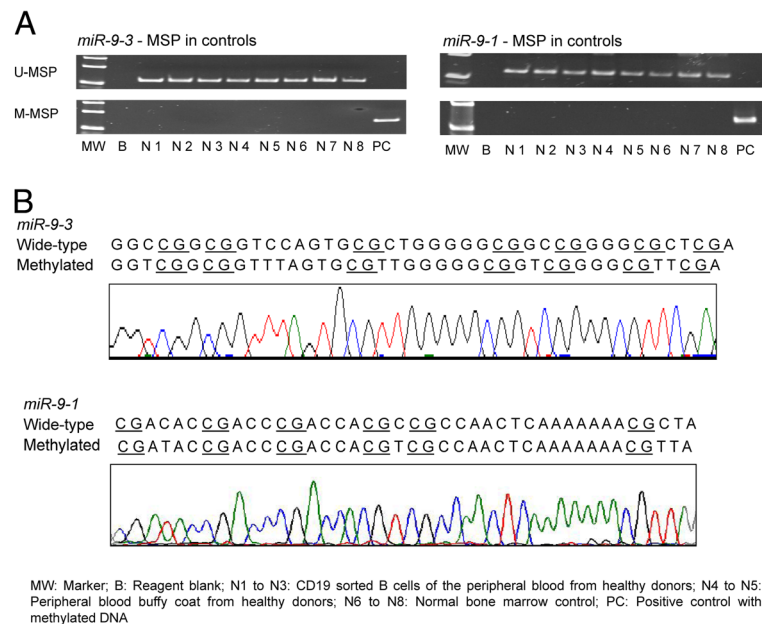 A
miR-9-3 - MSP in controls
miR-9-1 - MSP in controls
U-MSP
M-MSP
MW B N 1 N 2 N 3 N 4 N 5 N 6 N 7 N 8 PC
MW B N 1 N 2 N 3 N 4 N 5 N 6 N 7 N 8 PC
B
miR-9-3
Wide-type G G C C G G C G G T C C A G T G C G C T G G G G G C G G C C G G G G C G C T C G A
Methylated G G T C G G C G G T T T A G T G C G T T G G G G G C G G T C G G G G C G T T C G A
miR-9-1
Wide-type C G A C A C C G A C C C G A C C A C G C C G C C A A C T C A A A A A A A C G C T A
Methylated C G A T A C C G A C C C G A C C A C G T C G C C A A C T C A A A A A A A C G T T A
MW: Marker; B: Reagent blank; N1 to N3: CD19 sorted B cells of the peripheral blood from healthy donors; N4 to N5:
Peripheral blood buffy coat from healthy donors; N6 to N8: Normal bone marrow control; PC: Positive control with
methylated DNA